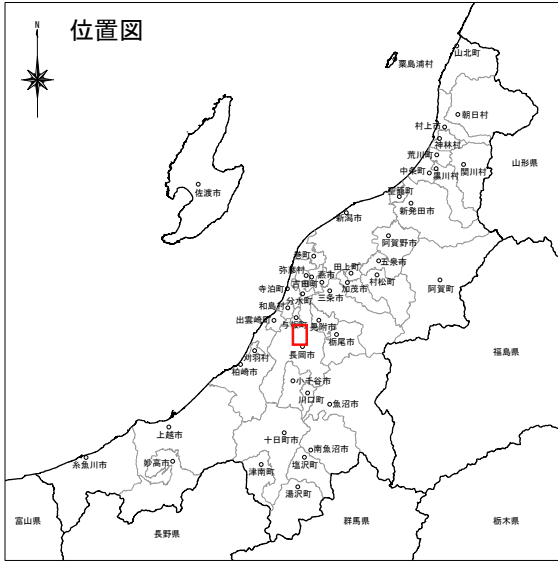 位置図
N
山北町
粟島浦村
朝日村
村上市
神林村
荒川町
山形県
中条町
黒川村
関川村
聖籠町
佐渡市
新発田市
新潟市
阿賀野市
巻町
五泉市
田上町
弥彦村
燕市
村松町
阿賀町
吉田町
加茂市
寺泊町
分水町
三条市
和島村
出雲崎町
与板町
見附市
栃尾市
長岡市
福島県
刈羽村
柏崎市
小千谷市
川口町
魚沼市
上越市
十日町市
南魚沼市
糸魚川市
妙高市
津南町
塩沢町
湯沢町
富山県
長野県
群馬県
栃木県